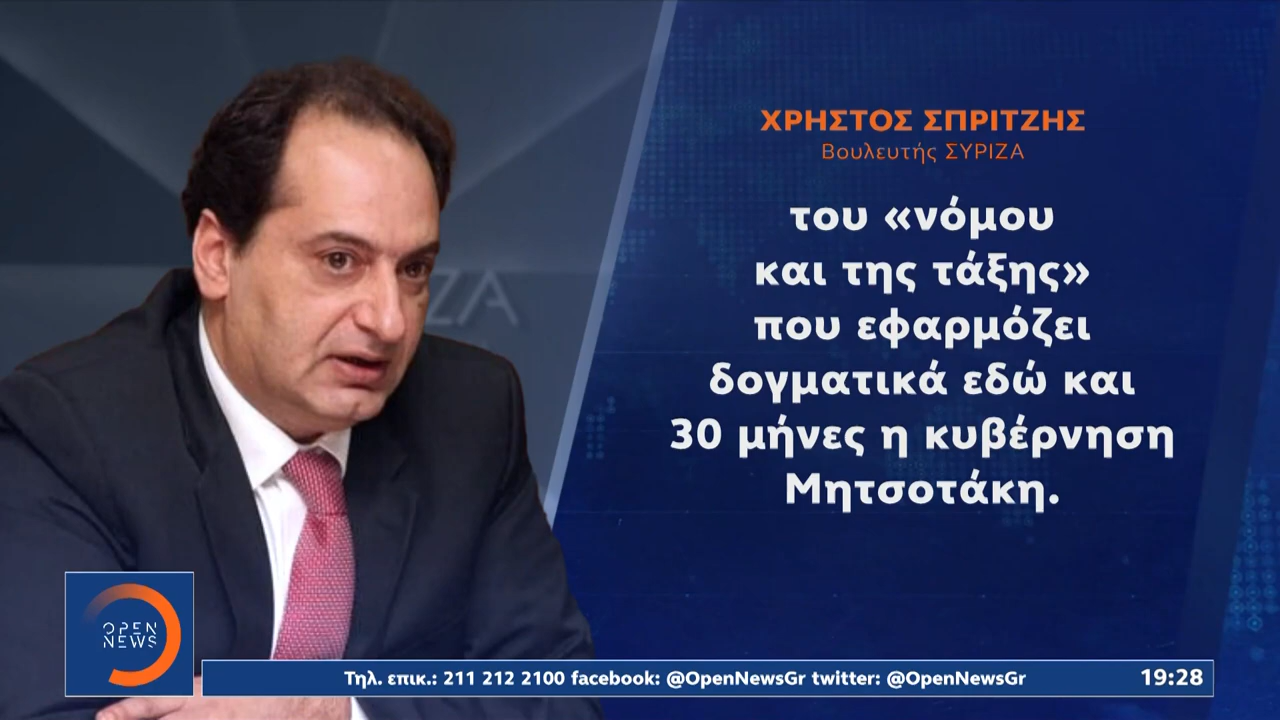 ΧΡΗΣΤΟΣ ΣΠΡΙΤΖΗΣ
Βουλευτής ΣΥΡΙΖΑ
του «νόμου
και της τάξης»
που εφαρμόζει
δογματικά εδώ και
30 μήνες η κυβέρνηση
Μητσοτάκη.
ΙΖΑ
OPEN
NEWS
Τηλ. επικ.: 211 212 2100 facebook: @OpenNewsGr twitter: @OpenNewsGr
19:28